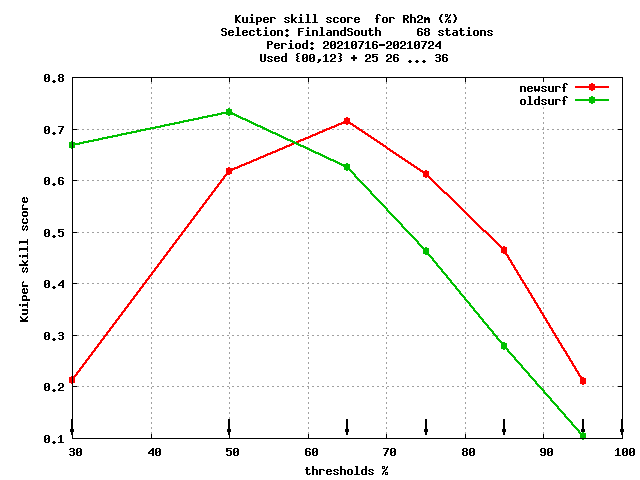 Kuiper skill score  for Rh2m (%)
Selection: FinlandSouth     68 stations
Period: 20210716-20210724
Used {00,12} + 25 26 ... 36
newsurf
oldsurf
Kuiper skill score
0.8
0.7
0.6
0.5
0.4
0.3
0.2
0.1
30 40 50 60 70 80 90 100
thresholds %